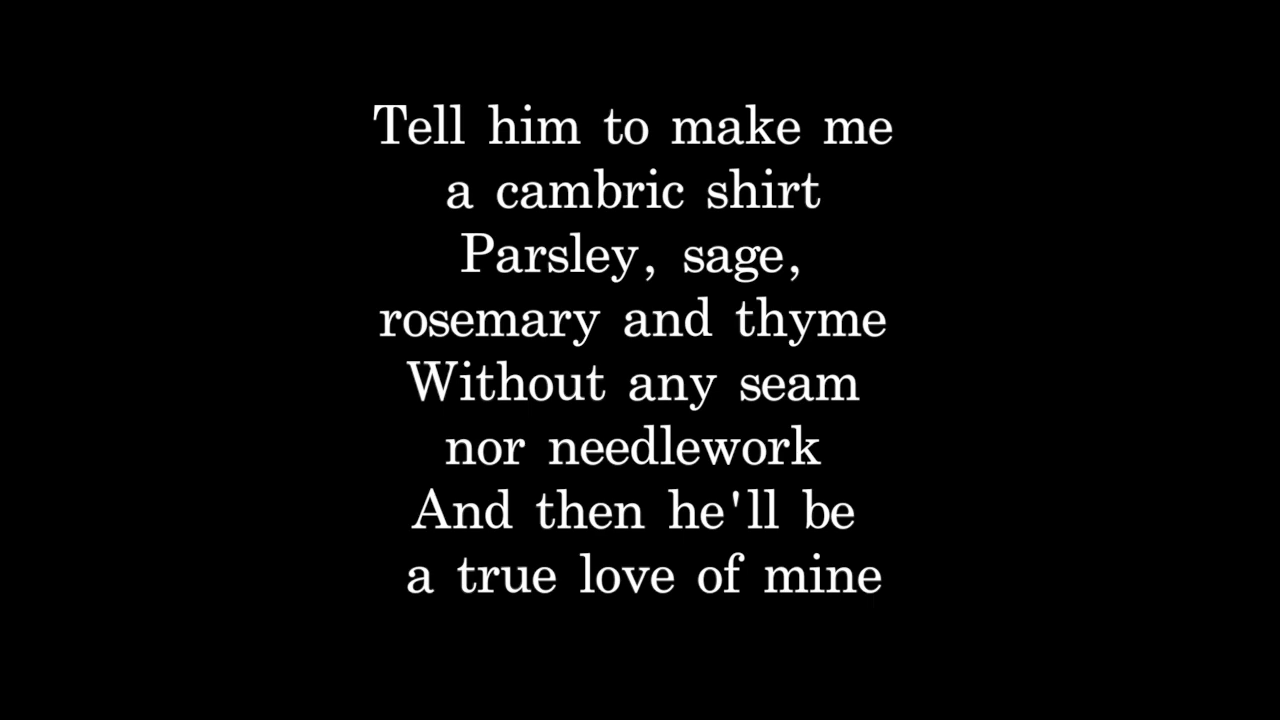 Tell him to make me
a cambric shirt
Parsley, sage,
rosemary and thyme
Without any seam
nor needlework
And then he'll be
a true love of mine